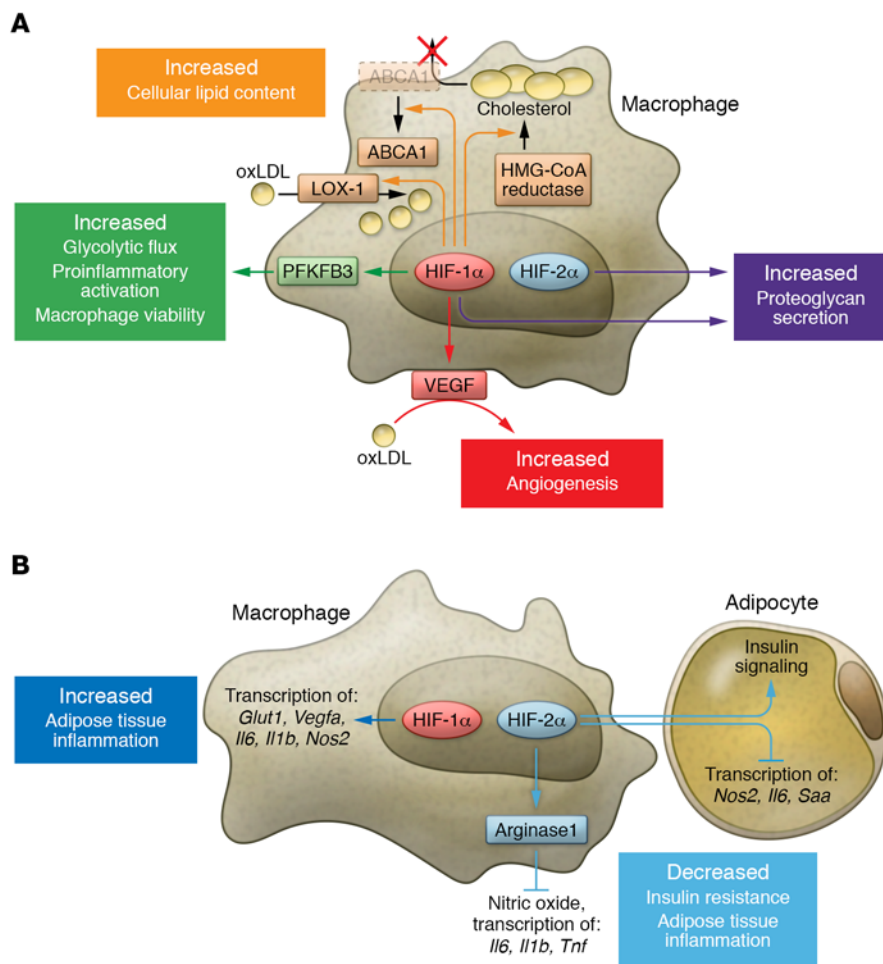 A
Increased
Cellular lipid content
ABCA1
Cholesterol
Macrophage
ABCA1
HMG-CoA
reductase
oxLDL
LOX-1
Increased
Glycolytic flux
Proinflammatory
activation
Macrophage viability
PFKFB3
HIF-1α
HIF-2α
Increased
Proteoglycan
secretion
VEGF
oxLDL
Increased
Angiogenesis
B
Macrophage
Adipocyte
Increased
Adipose tissue
inflammation
Transcription of:
Glut1, Vegfa,
Il6, Il1b, Nos2
HIF-1α
HIF-2α
Insulin
signaling
Transcription of:
Nos2, Il6, Saa
Arginase1
Nitric oxide,
transcription of:
Il6, Il1b, Tnf
Decreased
Insulin resistance
Adipose tissue
inflammation